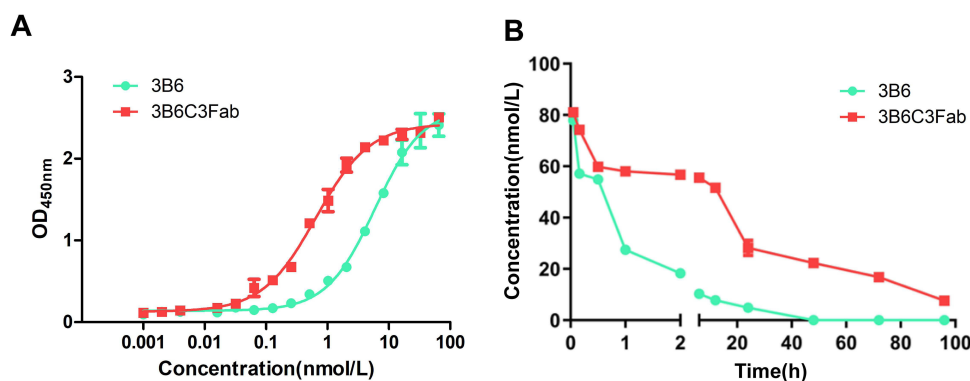 A
3B6
3B6C3Fab
OD450nm
3
2
1
0
0.001 0.01 0.1 1 10 100
Concentration(nmol/L)
B
3B6
3B6C3Fab
Concentration(nmol/L)
100
80
60
40
20
0
0 1 2 20 40 60 80 100
Time(h)